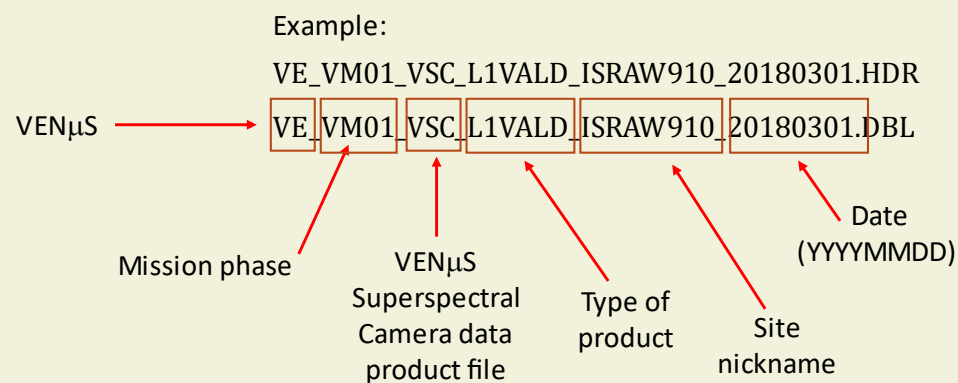 Example:
VE_VM01_VSC_L1VALD_ISRAW910_20180301.HDR
VENμS
VE_VM01_VSC_L1VALD_ISRAW910_20180301.DBL
Mission phase
VENμS
Superspectral
Camera data
product file
Type of
product
Site
nickname
Date
(YYYYMMDD)